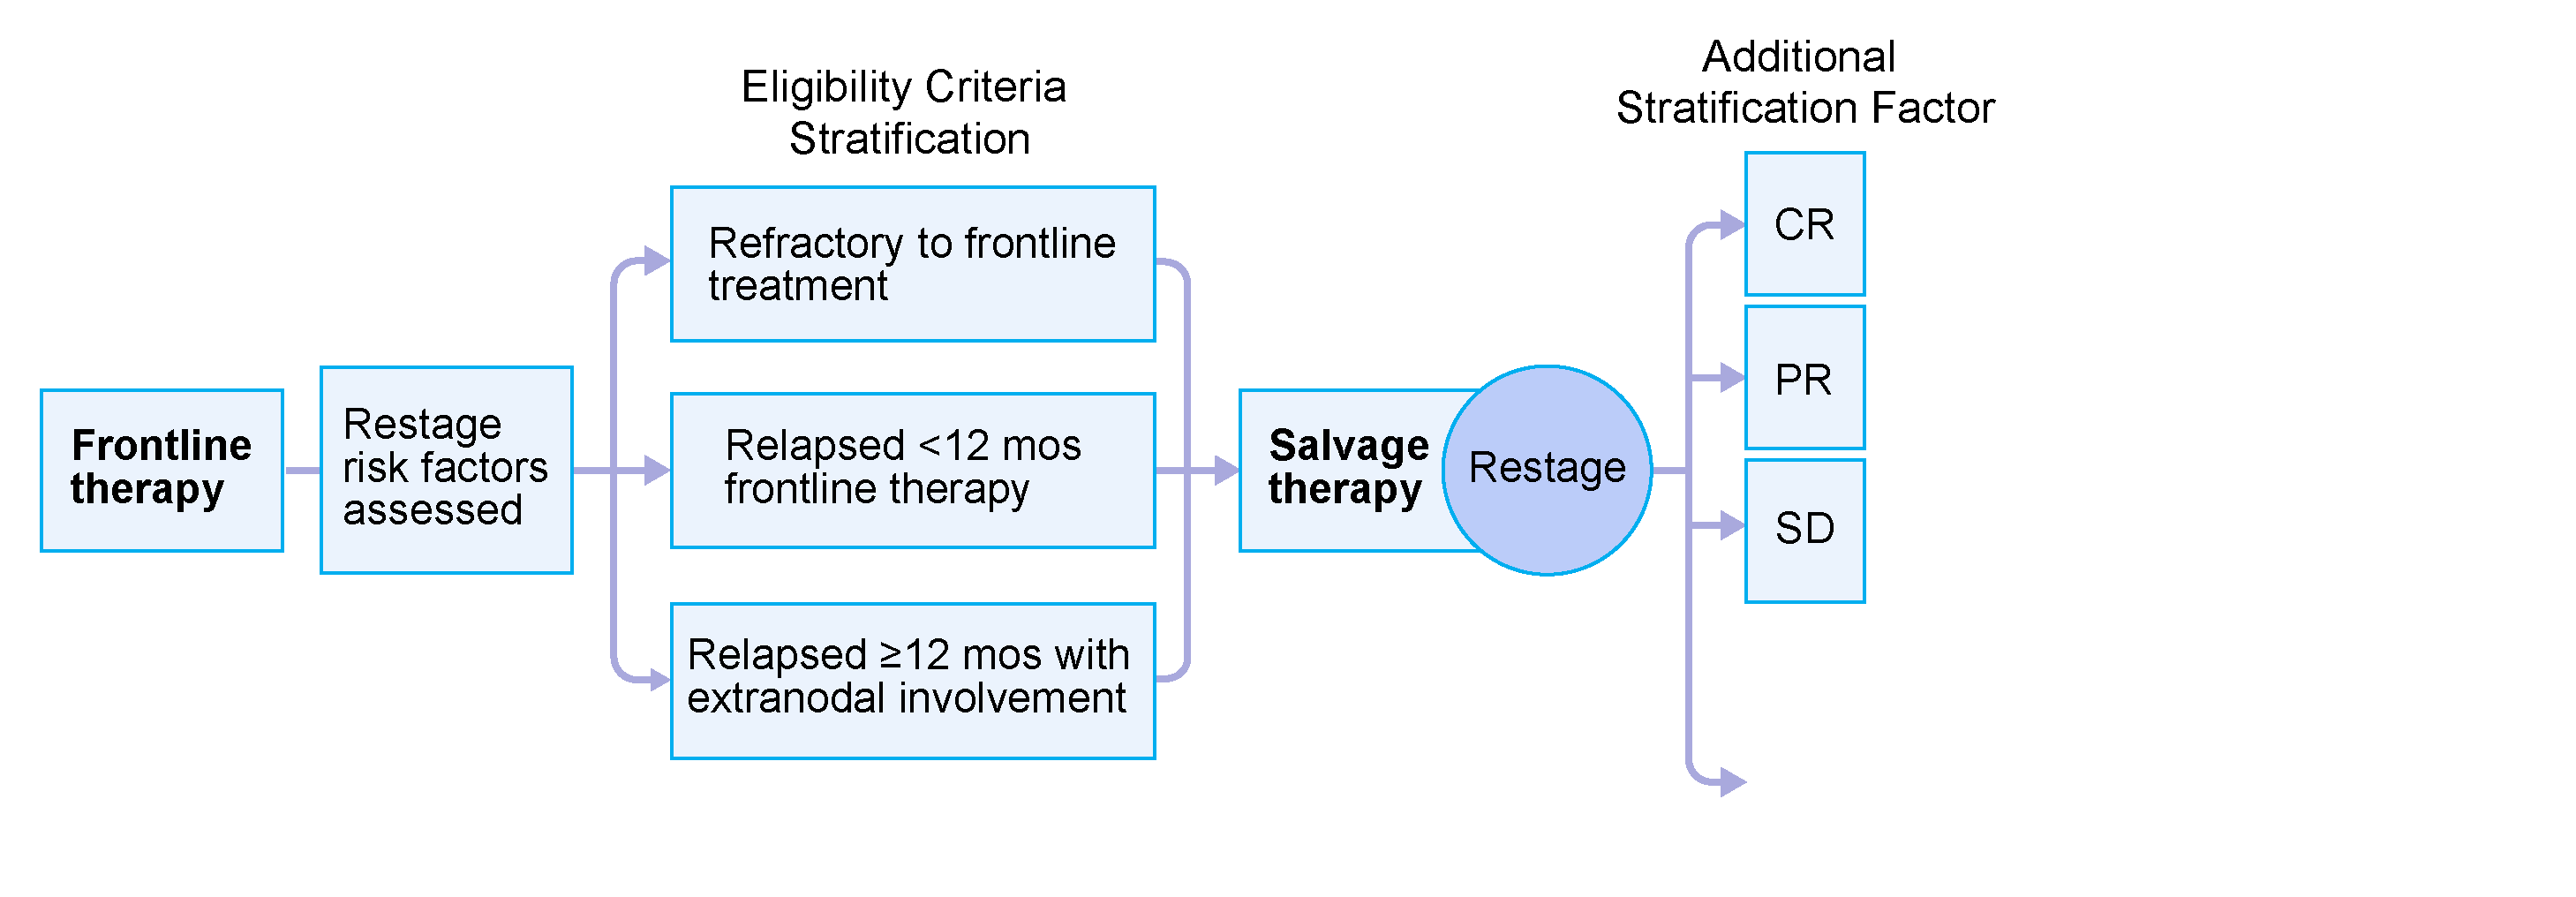 Eligibility Criteria
Stratification
Additional
Stratification Factor
Frontline
therapy
Restage
risk factors
assessed
Refractory to frontline
treatment
Relapsed <12 mos
frontline therapy
Relapsed ≥12 mos with
extranodal involvement
Salvage
therapy
Restage
CR
PR
SD